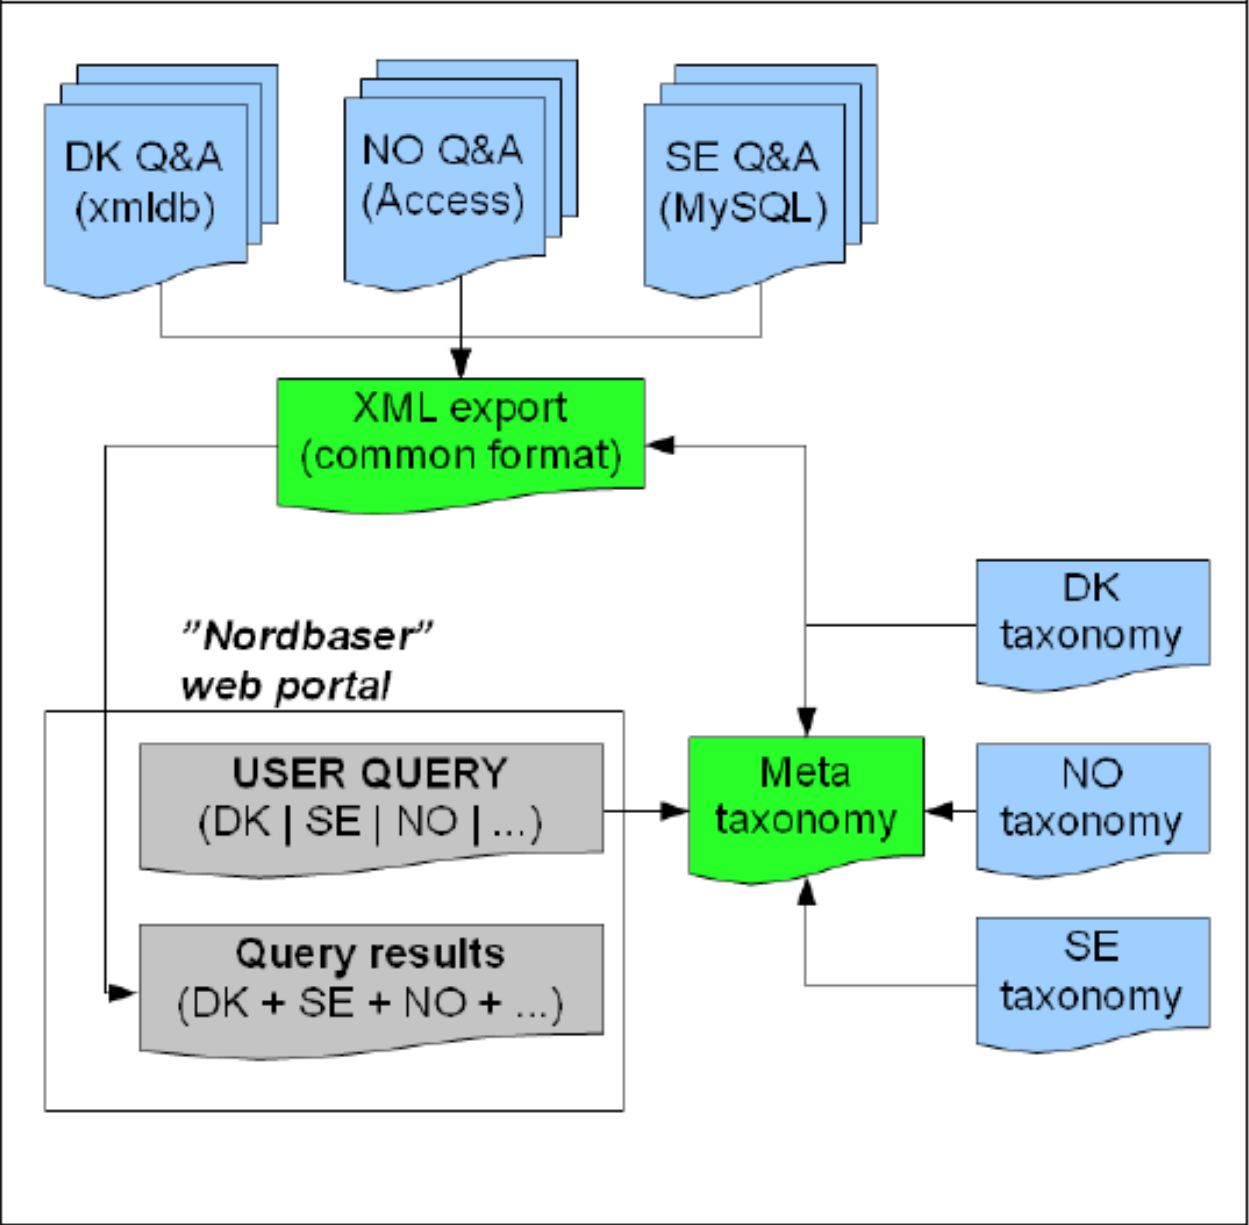 DK Q&A
(xmldb)
NO Q&A
(Access)
SE Q&A
(MySQL)
XML export
(common format)
DK
taxonomy
"Nordbaser"
web portal
USER QUERY
(DK | SE | NO | ...)
Meta
taxonomy
NO
taxonomy
Query results
(DK + SE + NO + ...)
SE
taxonomy